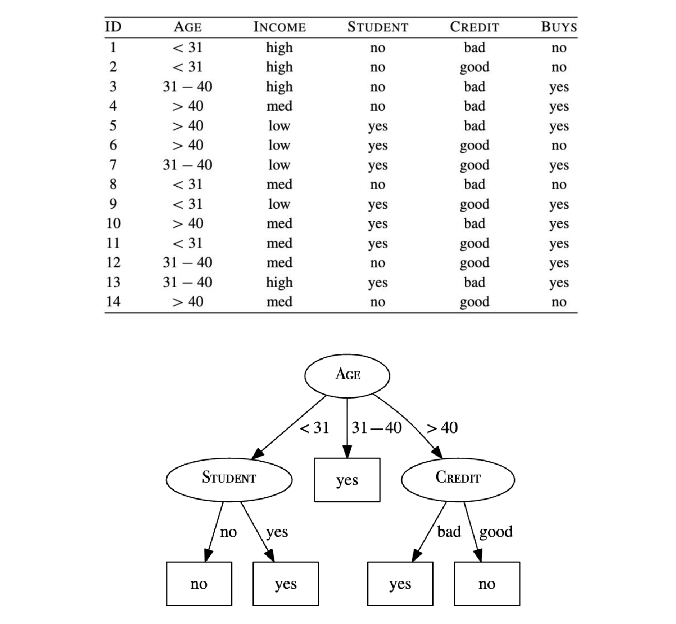 ID AGE INCOME STUDENT CREDIT BUYS
1 < 31 high no bad no
2 < 31 high no good no
3 31 – 40 high no bad yes
4 > 40 med no bad yes
5 > 40 low yes bad yes
6 > 40 low yes good no
7 31 – 40 low yes good yes
8 < 31 med no bad no
9 < 31 low yes good yes
10 > 40 med yes bad yes
11 < 31 med yes good yes
12 31 – 40 med no good yes
13 31 – 40 high yes bad yes
14 > 40 med no good no
AGE
< 31 31–40 > 40
STUDENT yes CREDIT
no yes bad good
no yes yes no